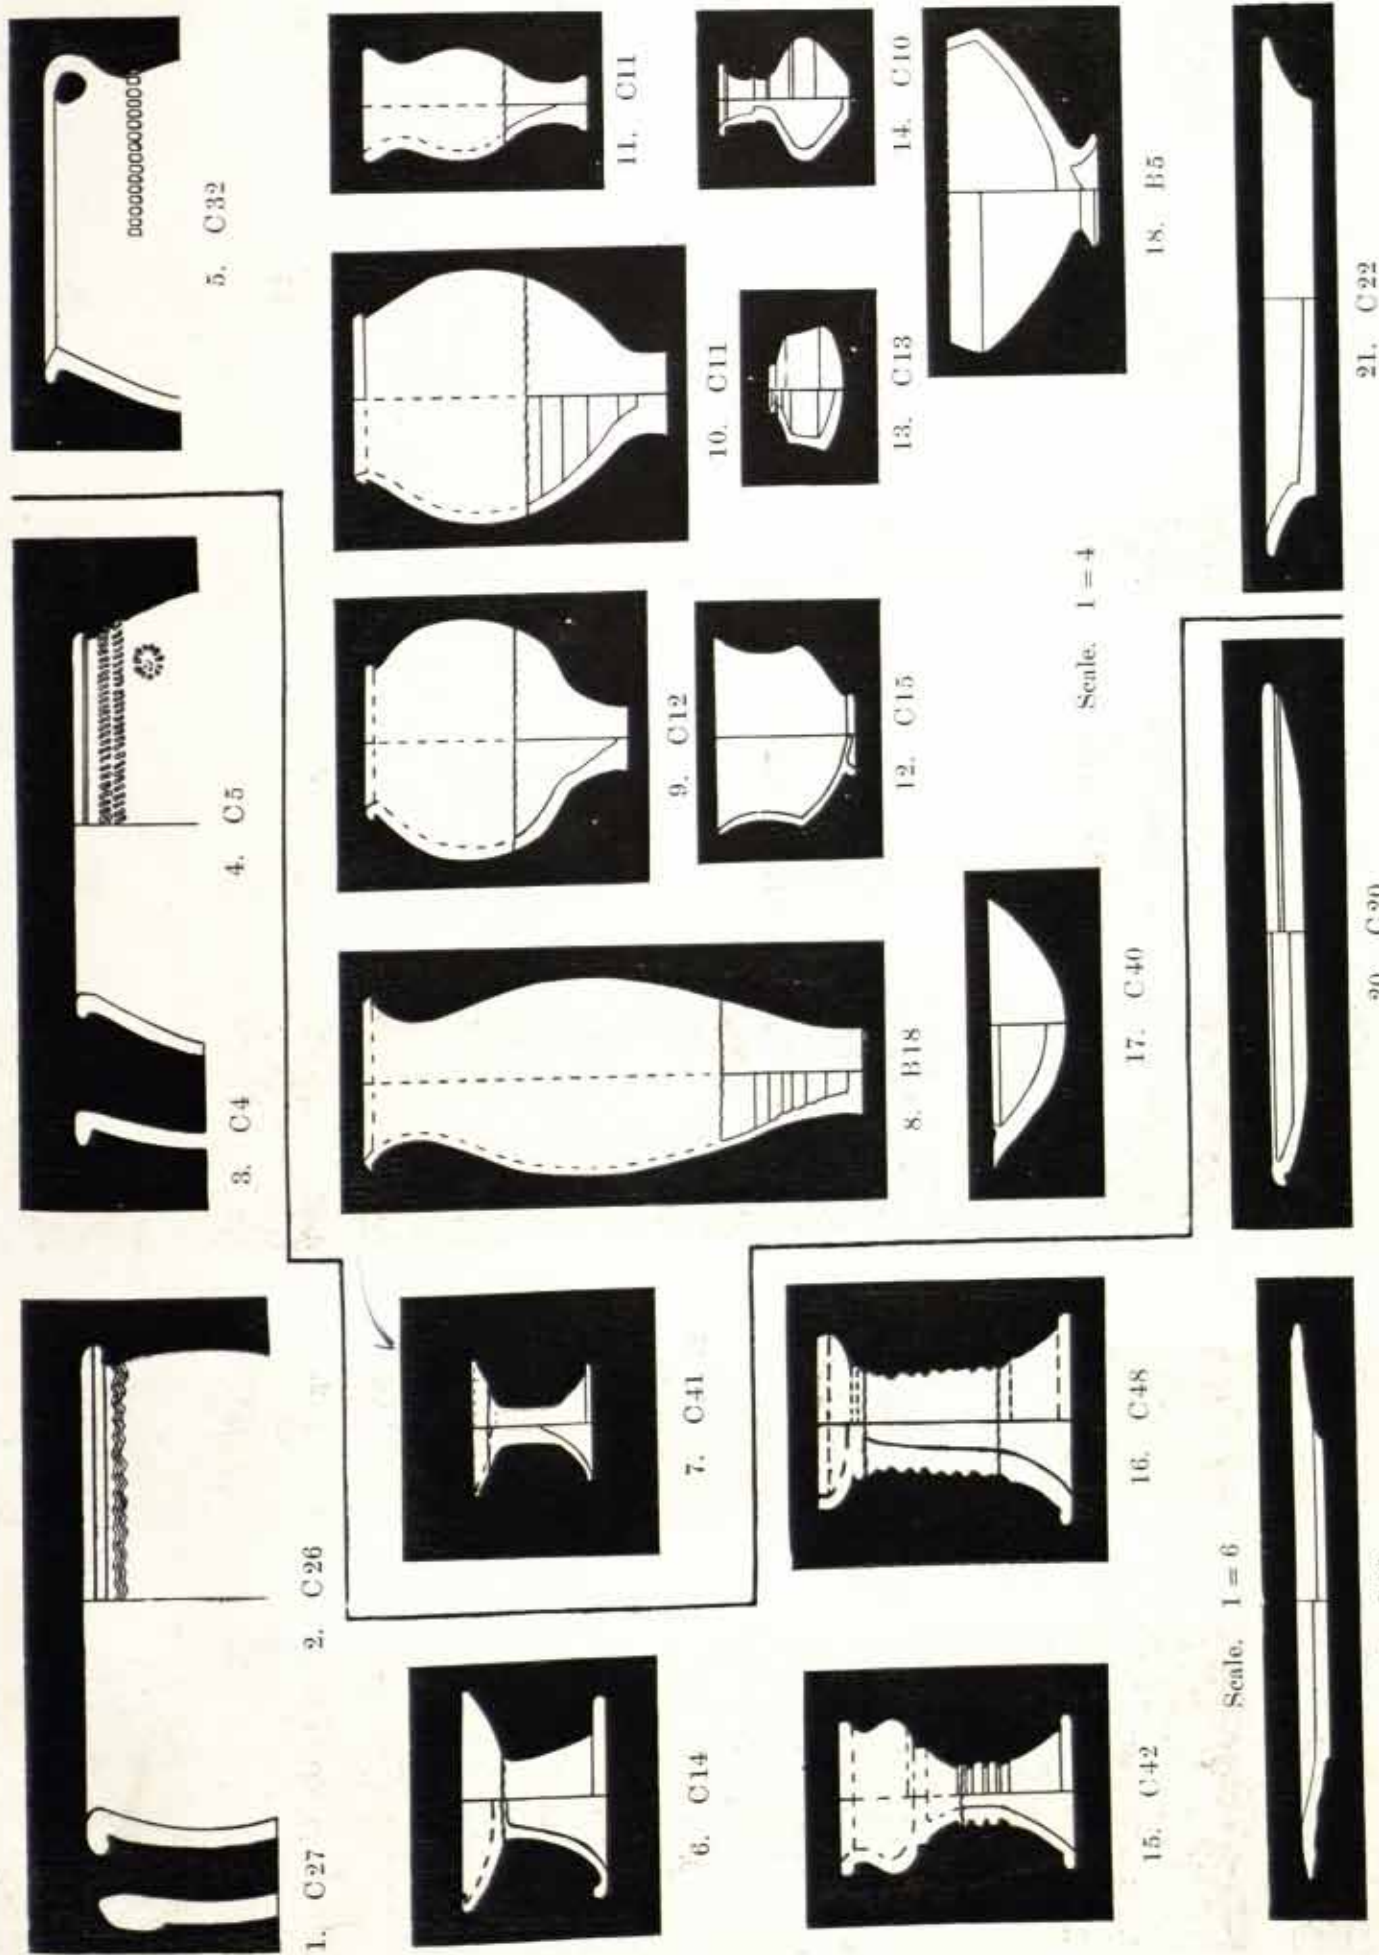 1. C27
2. C26
3. C4
4. C5
5. C32
6. C14
7. C41
8. B18
9. C12
10. C11
11. C11
12. C15
13. C13
14. C10
15. C42
16. C48
17. C40
18. B5
Scale. 1 = 4
Scale. 1 = 6
20. C20
21. C22